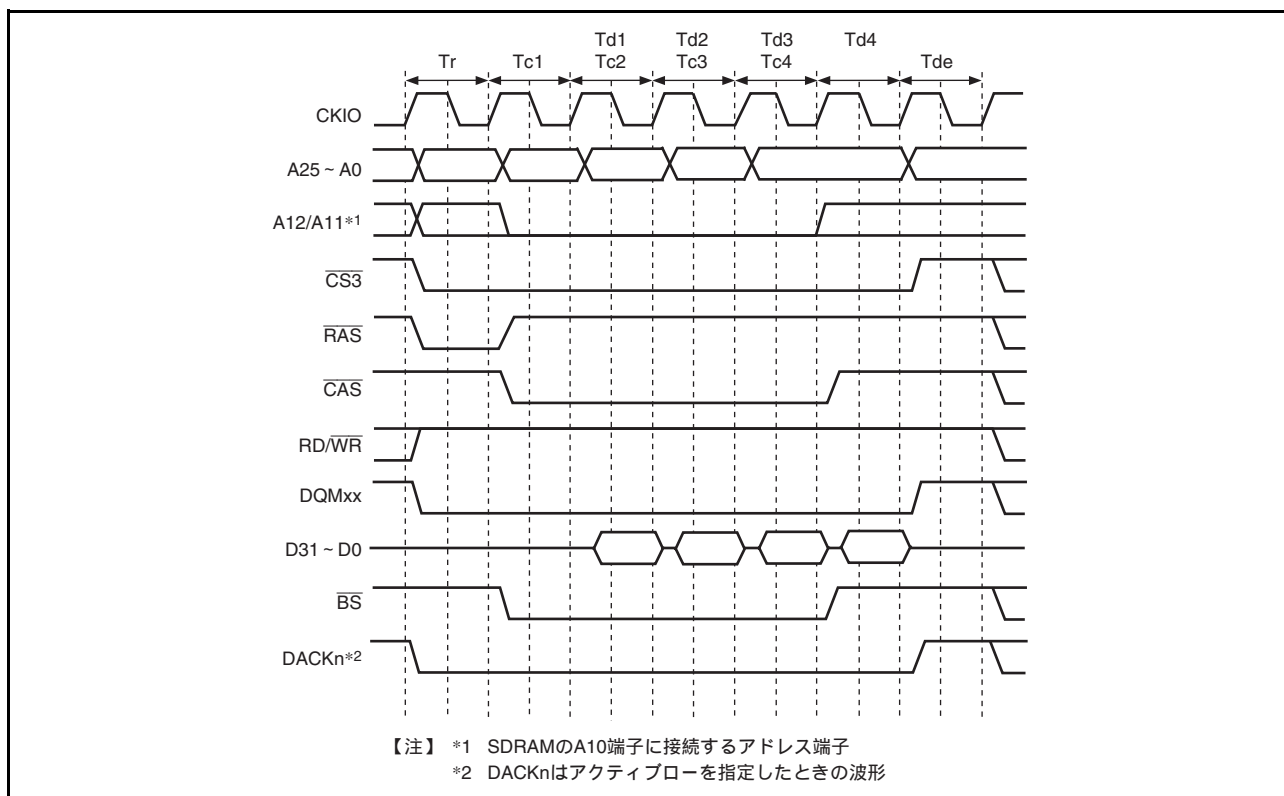 Td1 Td2 Td3 Td4
Tr Tc1 Tc2 Tc3 Tc4 Tde
CKIO
A25 ~ A0
A12/A11*1
CS3
RAS
CAS
RD/WR
DQMxx
D31 ~ D0
BS
DACKn*2
【注】 *1 SDRAMのA10端子に接続するアドレス端子
*2 DACKnはアクティブローを指定したときの波形